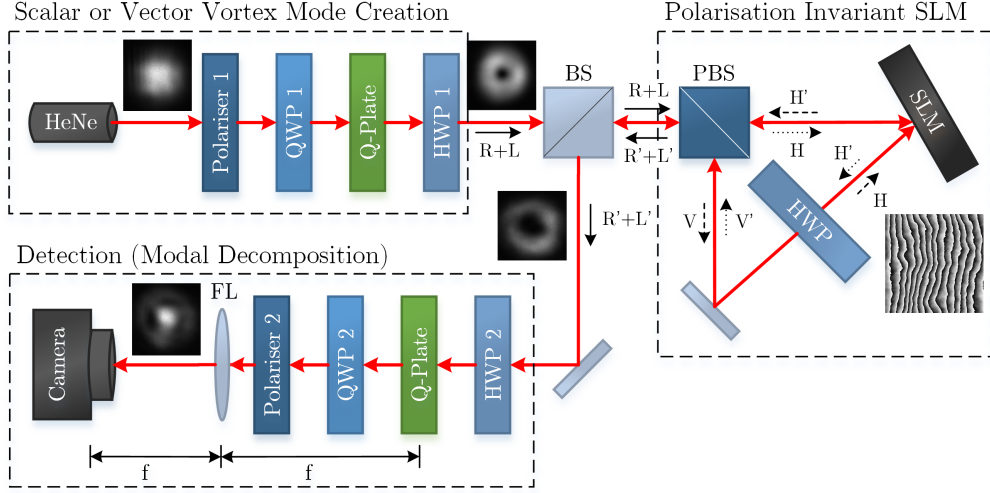 Scalar or Vector Vortex Mode Creation
Polarisation Invariant SLM
HeNe
Polariser 1
QWP 1
Q-Plate
HWP 1
R+L
BS
R+L
R'+L'
PBS
H'
H
SLM
H'
H
HWP
V
V'
R'+L'
Detection (Modal Decomposition)
Camera
FL
Polariser 2
QWP 2
Q-Plate
HWP 2
f
f